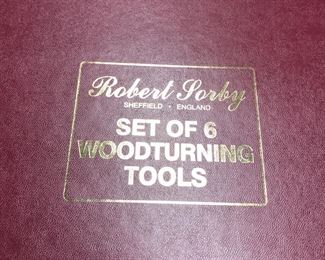 Robert Sorby
SHEFFIELD • ENGLAND
SET OF 6
WOODTURNING
TOOLS